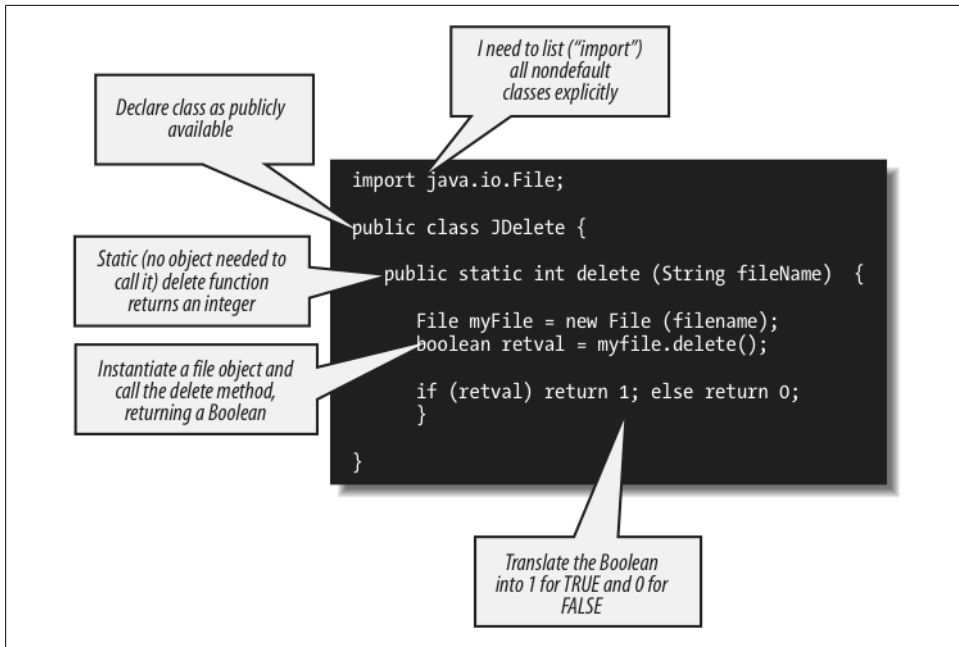 I need to list (“import”)
all nondefault
classes explicitly
Declare class as publicly
available
import java.io.File;
public class JDelete {
Static (no object needed to
call it) delete function
returns an integer
public static int delete (String fileName)  {
File myFile = new File (filename);
boolean retval = myfile.delete();
Instantiate a file object and
call the delete method,
returning a Boolean
if (retval) return 1; else return 0;
}
}
Translate the Boolean
into 1 for TRUE and 0 for
FALSE